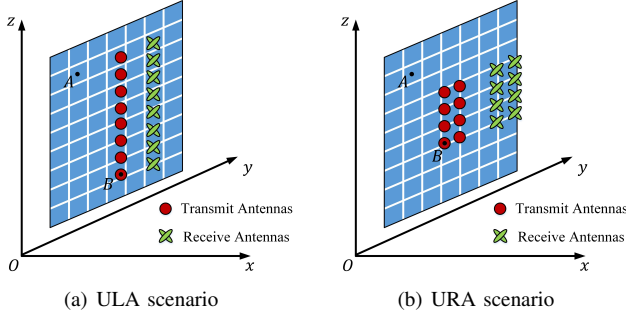 z
A
B
y
Transmit Antennas
Receive Antennas
O
x
(a) ULA scenario
z
A
B
y
Transmit Antennas
Receive Antennas
O
x
(b) URA scenario